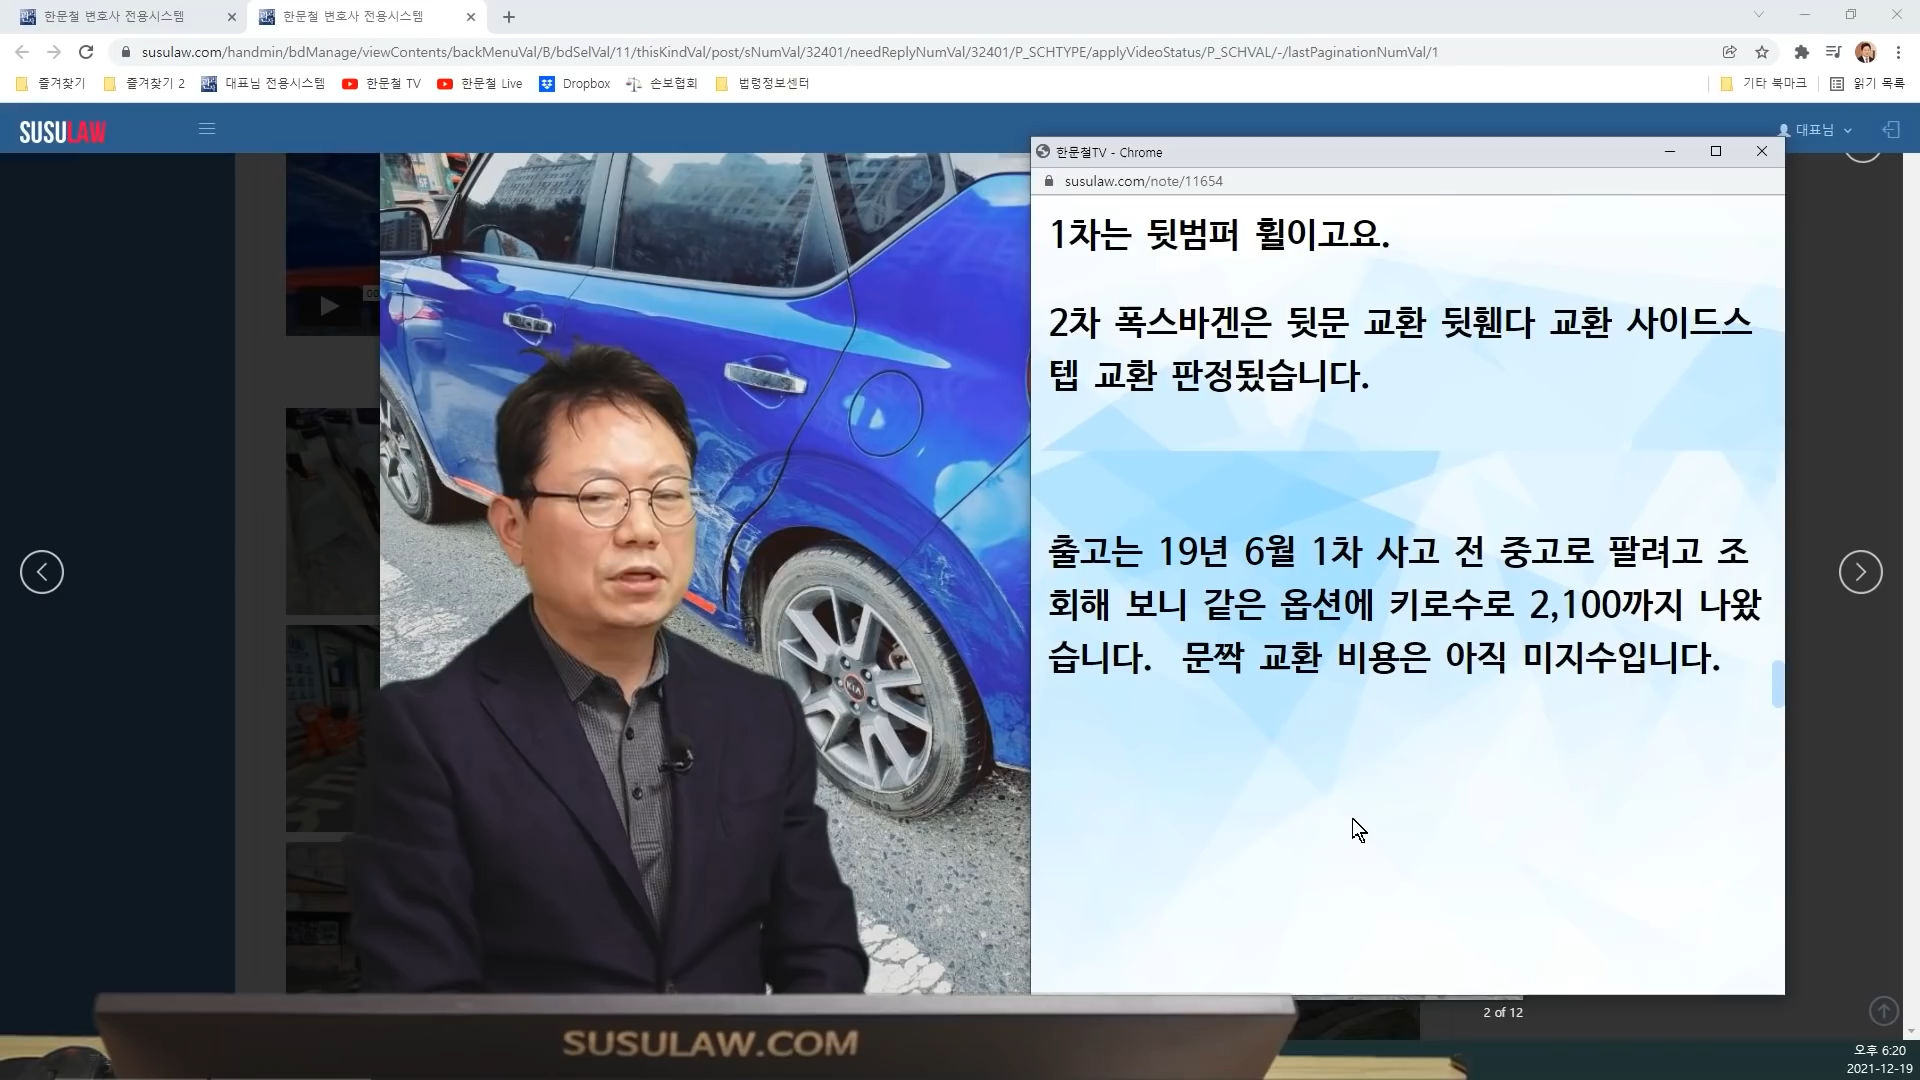 한문철 변호사 전용시스템
한문철 변호사 전용시스템
susulaw.com/handmin/bdManage/viewContents/backMenuVal/B/bdSelVal/11/thisKindVal/post/sNumVal/32401/needReplyNumVal/32401/P_SCHTYPE/applyVideoStatus/P_SCHVAL/-/lastPaginationNumVal/1
즐겨찾기 즐겨찾기 2 대표님 전용시스템 한문철 TV 한문철 Live Dropbox 손보협회 법령정보센터 기타 북마크 읽기 목록
SUSULAW
대표님
한문철TV - Chrome
susulaw.com/note/11654
1차는 뒷범퍼 휠이고요.
2차 폭스바겐은 뒷문 교환 뒷휀다 교환 사이드스
텝 교환 판정됬습니다.
출고는 19년 6월 1차 사고 전 중고로 팔려고 조
회해 보니 같은 옵션에 키로수로 2,100까지 나왔
습니다. 문짝 교환 비용은 아직 미지수입니다.
KIA
2 of 12
SUSULAW.COM
오후 6:20
2021-12-19